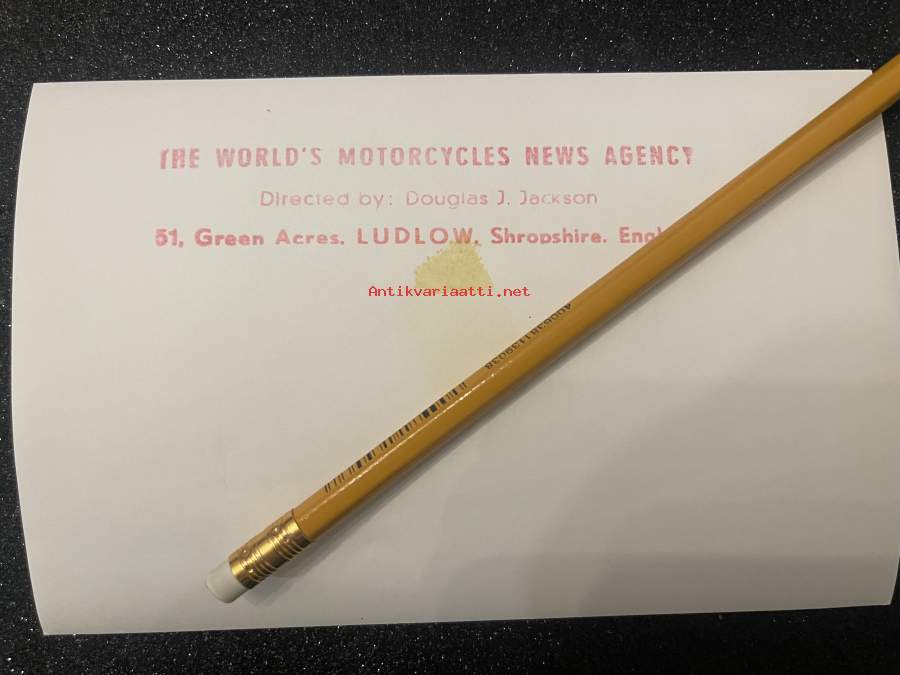 THE WORLD'S MOTORCYCLES NEWS AGENCY
Directed by: Douglas J. Jackson
51, Green Acres, LUDLOW, Shropshire. Engl
Antikvariaatti.net